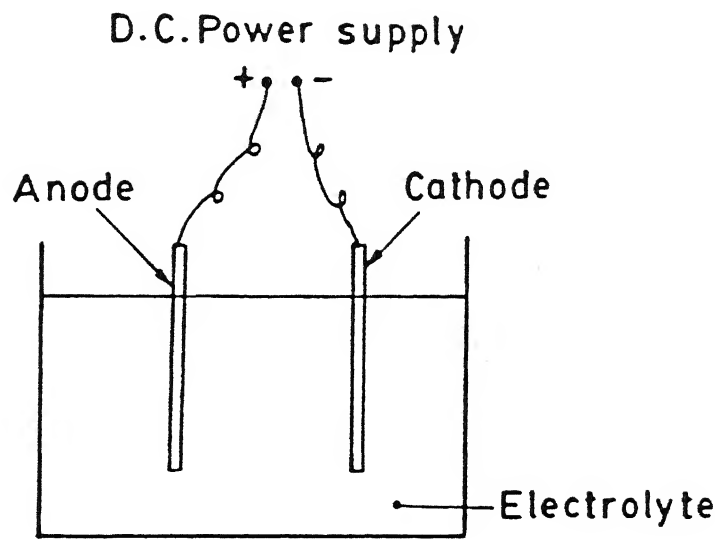 D.C.Power supply
+ -
Anode
Cathode
Electrolyte